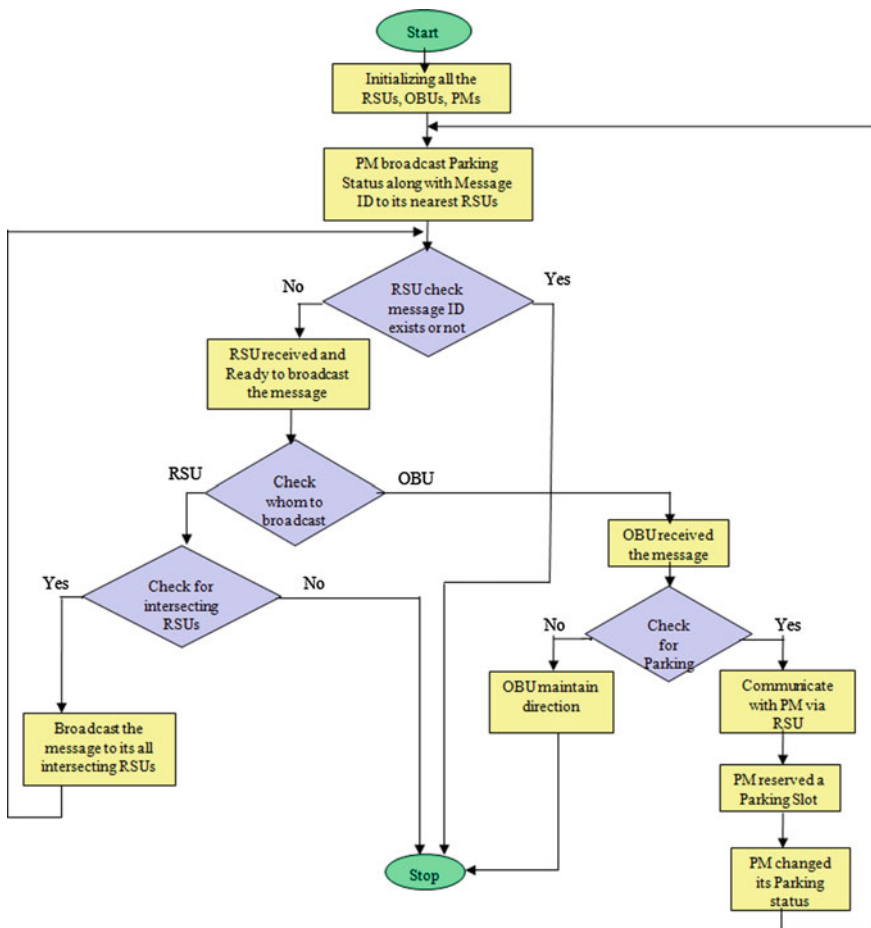 Start
Initializing all the
RSUs, OBUs, PMs
PM broadcast Parking
Status along with Message
ID to its nearest RSUs
No
Yes
RSU check
message ID
exists or not
RSU received and
Ready to broadcast
the message
RSU
OBU
Check
whom to
broadcast
OBU received
the message
Yes
No
Check for
intersecting
RSUs
No
Yes
Check
for
Parking
OBU maintain
direction
Communicate
with PM via
RSU
Broadcast the
message to its all
intersecting RSUs
PM reserved a
Parking Slot
Stop
PM changed
its Parking
status